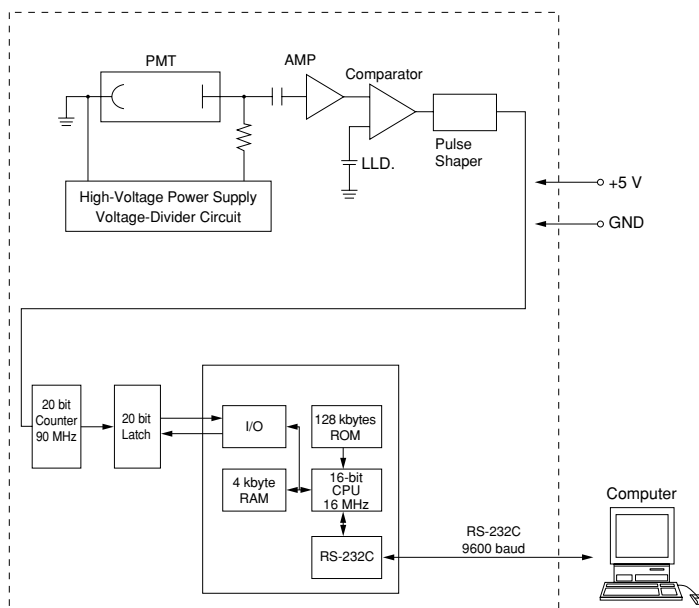 PMT
AMP
Comparator
LLD.
Pulse
Shaper
High-Voltage Power Supply
Voltage-Divider Circuit
+5 V
GND
20 bit
Counter
90 MHz
20 bit
Latch
I/O
128 kbytes
ROM
4 kbyte
RAM
16-bit
CPU
16 MHz
RS-232C
RS-232C
9600 baud
Computer